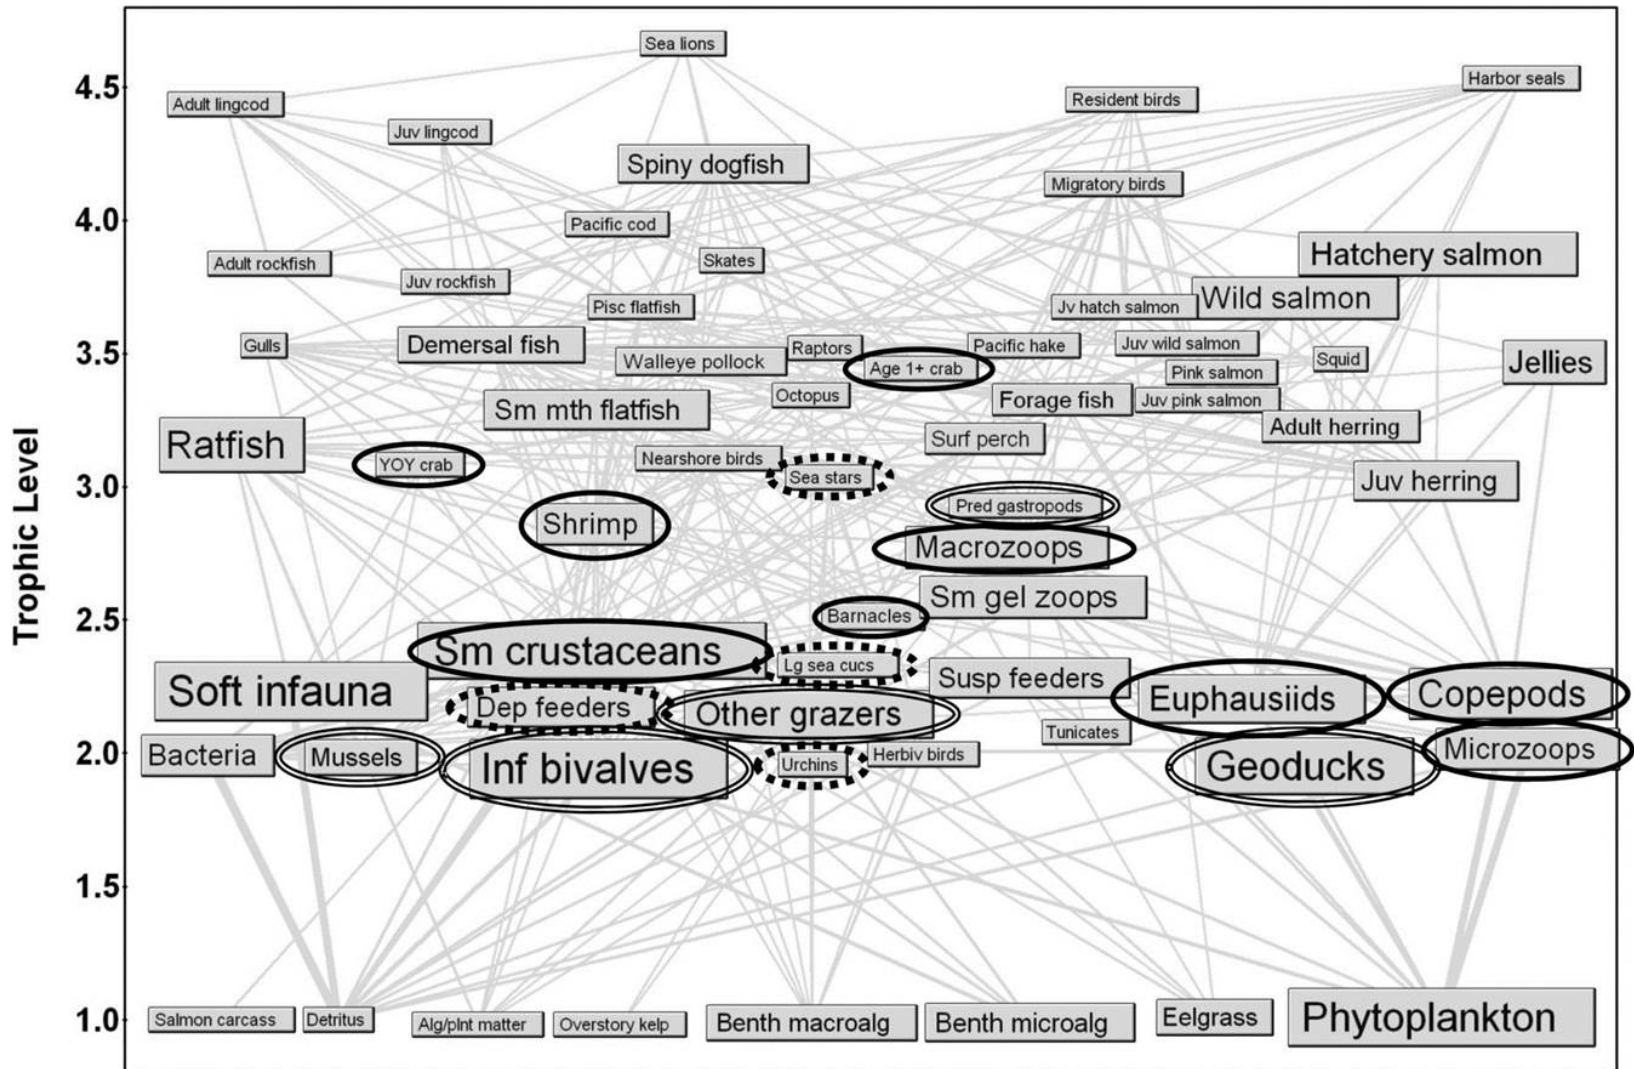 Trophic Level
4.5
4.0
3.5
3.0
2.5
2.0
1.5
1.0
Sea lions
Harbor seals
Adult lingcod
Resident birds
Juv lingcod
Spiny dogfish
Migratory birds
Pacific cod
Hatchery salmon
Adult rockfish
Skates
Juv rockfish
Pisc flatfish
Jv hatch salmon
Wild salmon
Gulls
Demersal fish
Walleye pollock
Raptors
Pacific hake
Juv wild salmon
Squid
Jellies
Age 1+ crab
Pink salmon
Octopus
Forage fish
Juv pink salmon
Sm mth flatfish
Adult herring
Ratfish
Surf perch
YOY crab
Nearshore birds
Sea stars
Juv herring
Pred gastropods
Shrimp
Macrozoops
Sm gel zoops
Barnacles
Sm crustaceans
Lg sea cucs
Susp feeders
Soft infauna
Euphausiids
Copepods
Dep feeders
Other grazers
Tunicates
Bacteria
Mussels
Inf bivalves
Urchins
Herbiv birds
Geoducks
Microzoops
Salmon carcass
Detritus
Alg/plnt matter
Overstory kelp
Benth macroalg
Benth microalg
Eelgrass
Phytoplankton